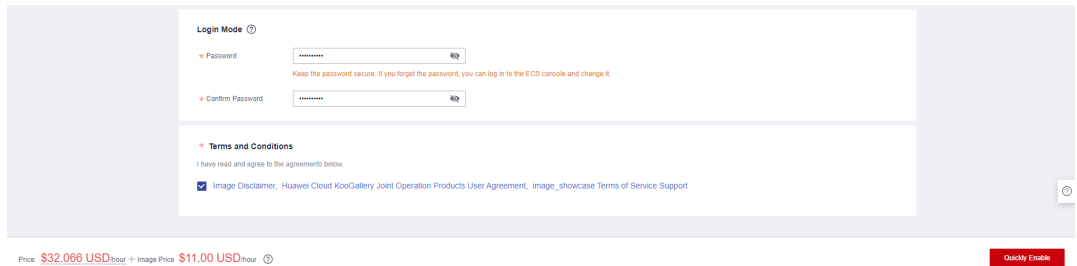 Login Mode ?
* Password ••••••••••
Keep the password secure. If you forget the password, you can log in to the ECS console and change it.
* Confirm Password ••••••••••
* Terms and Conditions
I have read and agree to the agreements below.
Image Disclaimer, Huawei Cloud KooGallery Joint Operation Products User Agreement, image_showcase Terms of Service Support
Price: $32.066 USD/hour + Image Price $11.00 USD/hour ? Quickly Enable